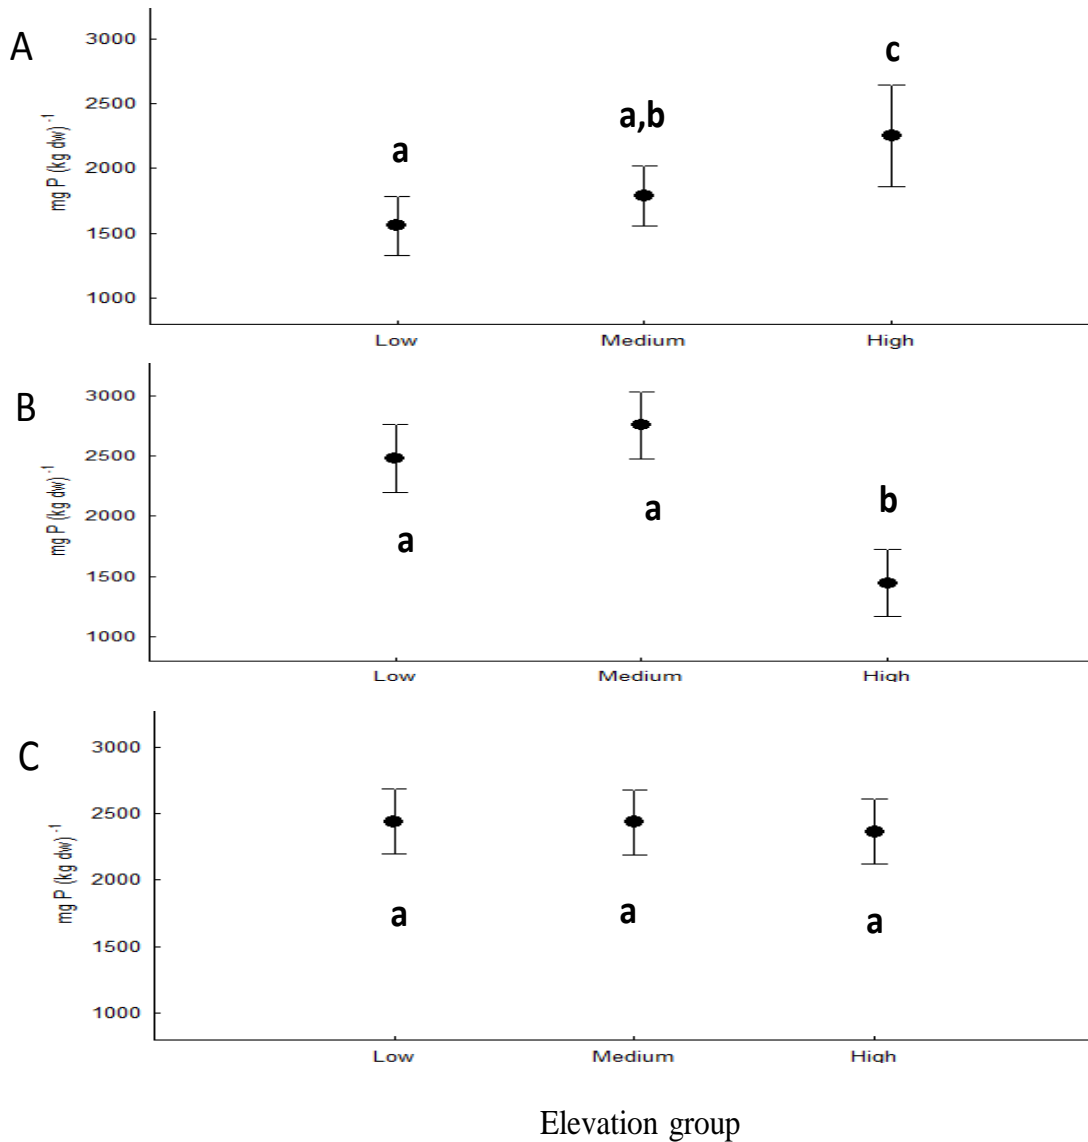 A
mg P (kg dw) -1
3000
2500
2000
1500
1000
a
a,b
c
Low Medium High
B
mg P (kg dw) -1
3000
2500
2000
1500
1000
a
a
b
Low Medium High
C
mg P (kg dw) -1
3000
2500
2000
1500
1000
a
a
a
Low Medium High
Elevation group